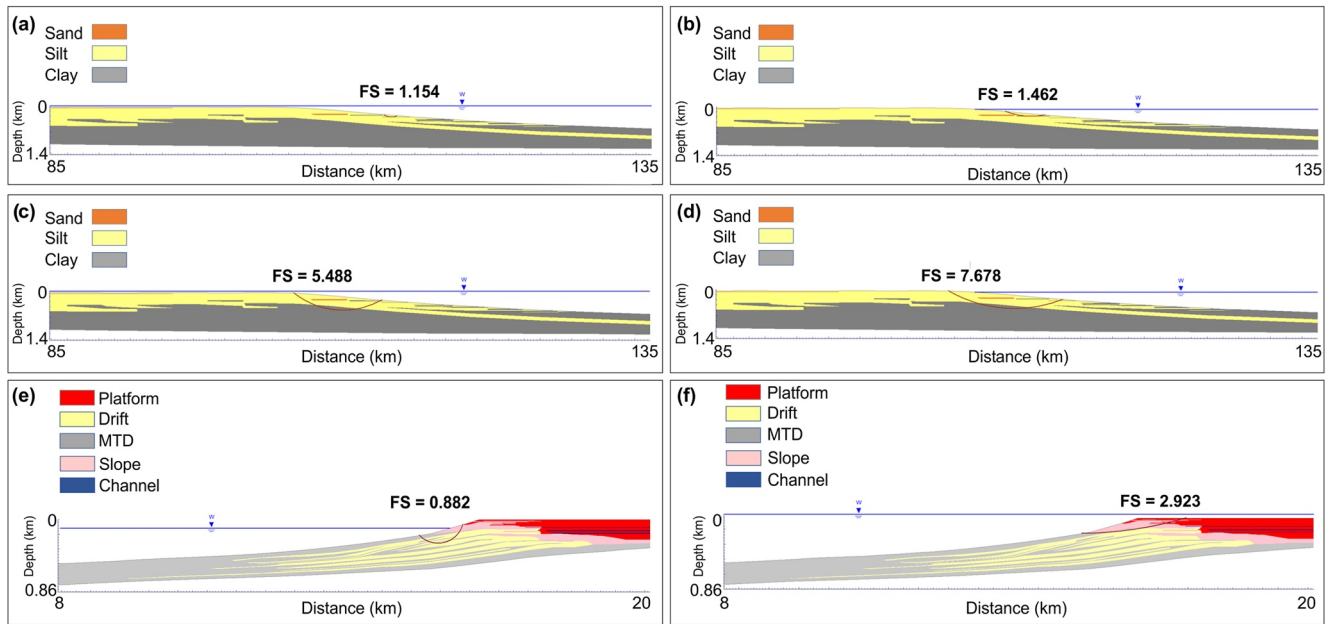 (a)
Sand
Silt
Clay
FS = 1.154
w
0
Depth (km)
1.4
85
Distance (km)
135
(b)
Sand
Silt
Clay
FS = 1.462
w
0
Depth (km)
1.4
85
Distance (km)
135
(c)
Sand
Silt
Clay
FS = 5.488
w
0
Depth (km)
1.4
85
Distance (km)
135
(d)
Sand
Silt
Clay
FS = 7.678
w
0
Depth (km)
1.4
85
Distance (km)
135
(e)
Platform
Drift
MTD
Slope
Channel
FS = 0.882
w
0
Depth (km)
0.86
8
Distance (km)
20
(f)
Platform
Drift
MTD
Slope
Channel
FS = 2.923
w
0
Depth (km)
0.86
8
Distance (km)
20